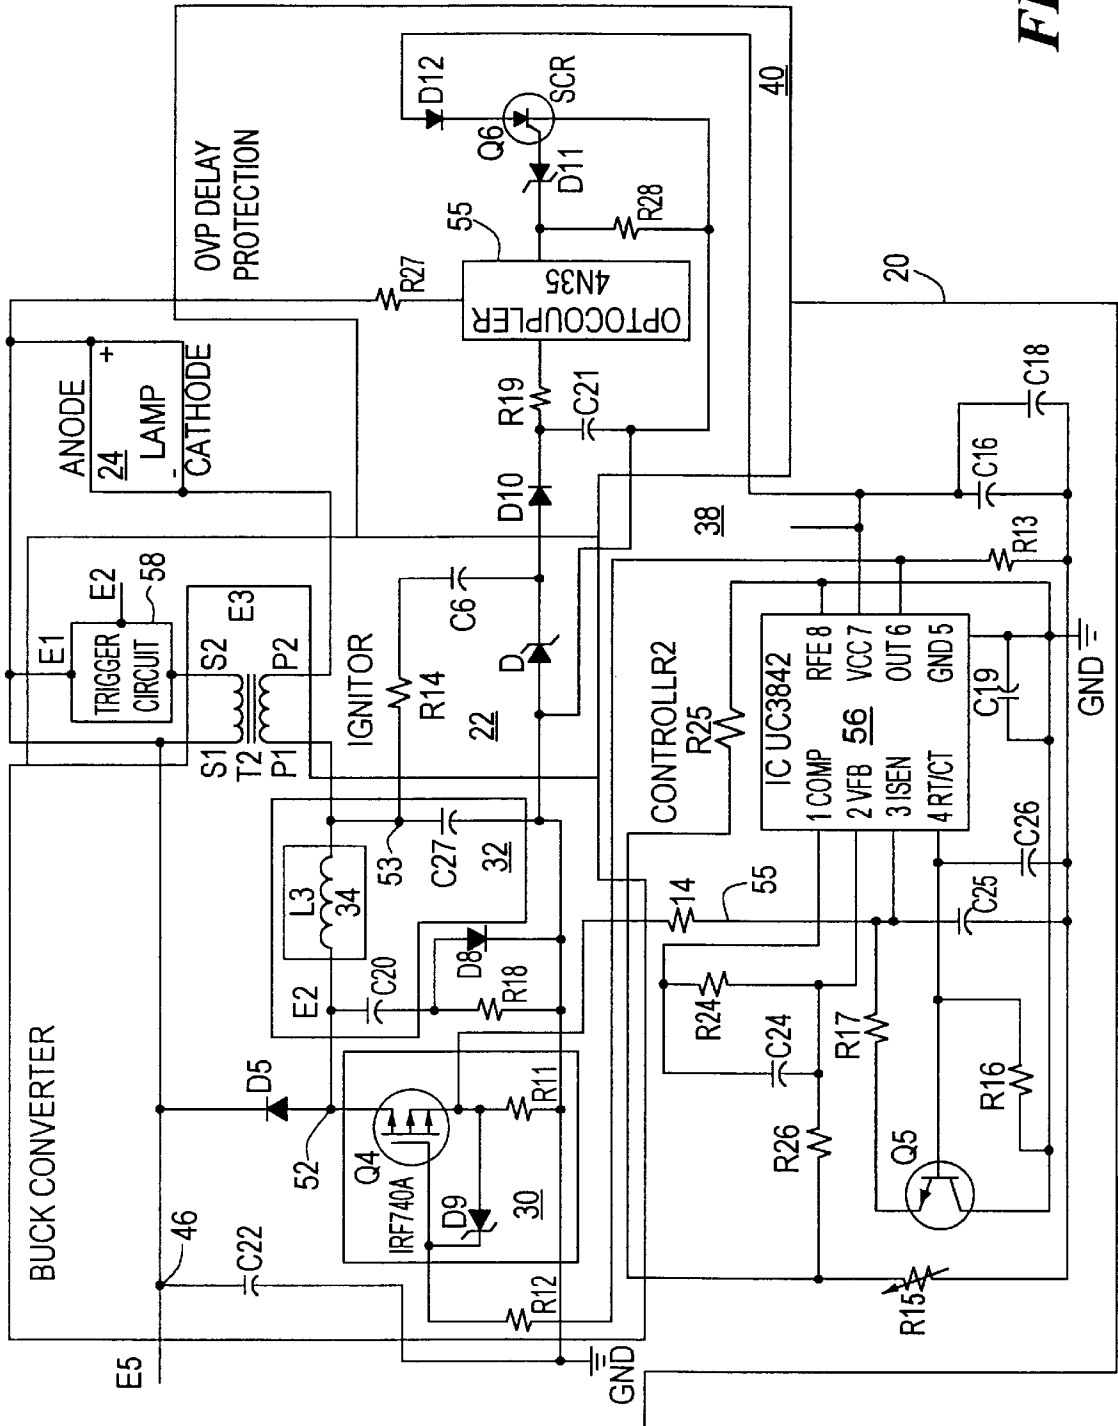 FI
BUCK CONVERTER
E5
46
C22
D5
52
Q4
IRF740A
D9
30
R11
R12
GND
E2
C20
D8
R18
L3
34
53
C27
32
S1
T2
P1
S2
P2
E3
E1
TRIGGER
CIRCUIT
E2
58
IGNITOR
R14
22
C6
D
D10
ANODE
24
LAMP
CATHODE
+
-
OVP DELAY
PROTECTION
R27
R19
C21
OPTOCOUPLER
4N35
55
R28
D11
Q6
SCR
D12
40
20
CONTROLLR2
R25
38
IC UC3842
56
1 COMP
2 VFB
3 ISEN
4 RT/CT
RFE 8
VCC 7
OUT 6
GND 5
R13
C16
C18
C19
GND
14
55
R24
C24
R26
R17
C25
C26
R16
Q5
R15